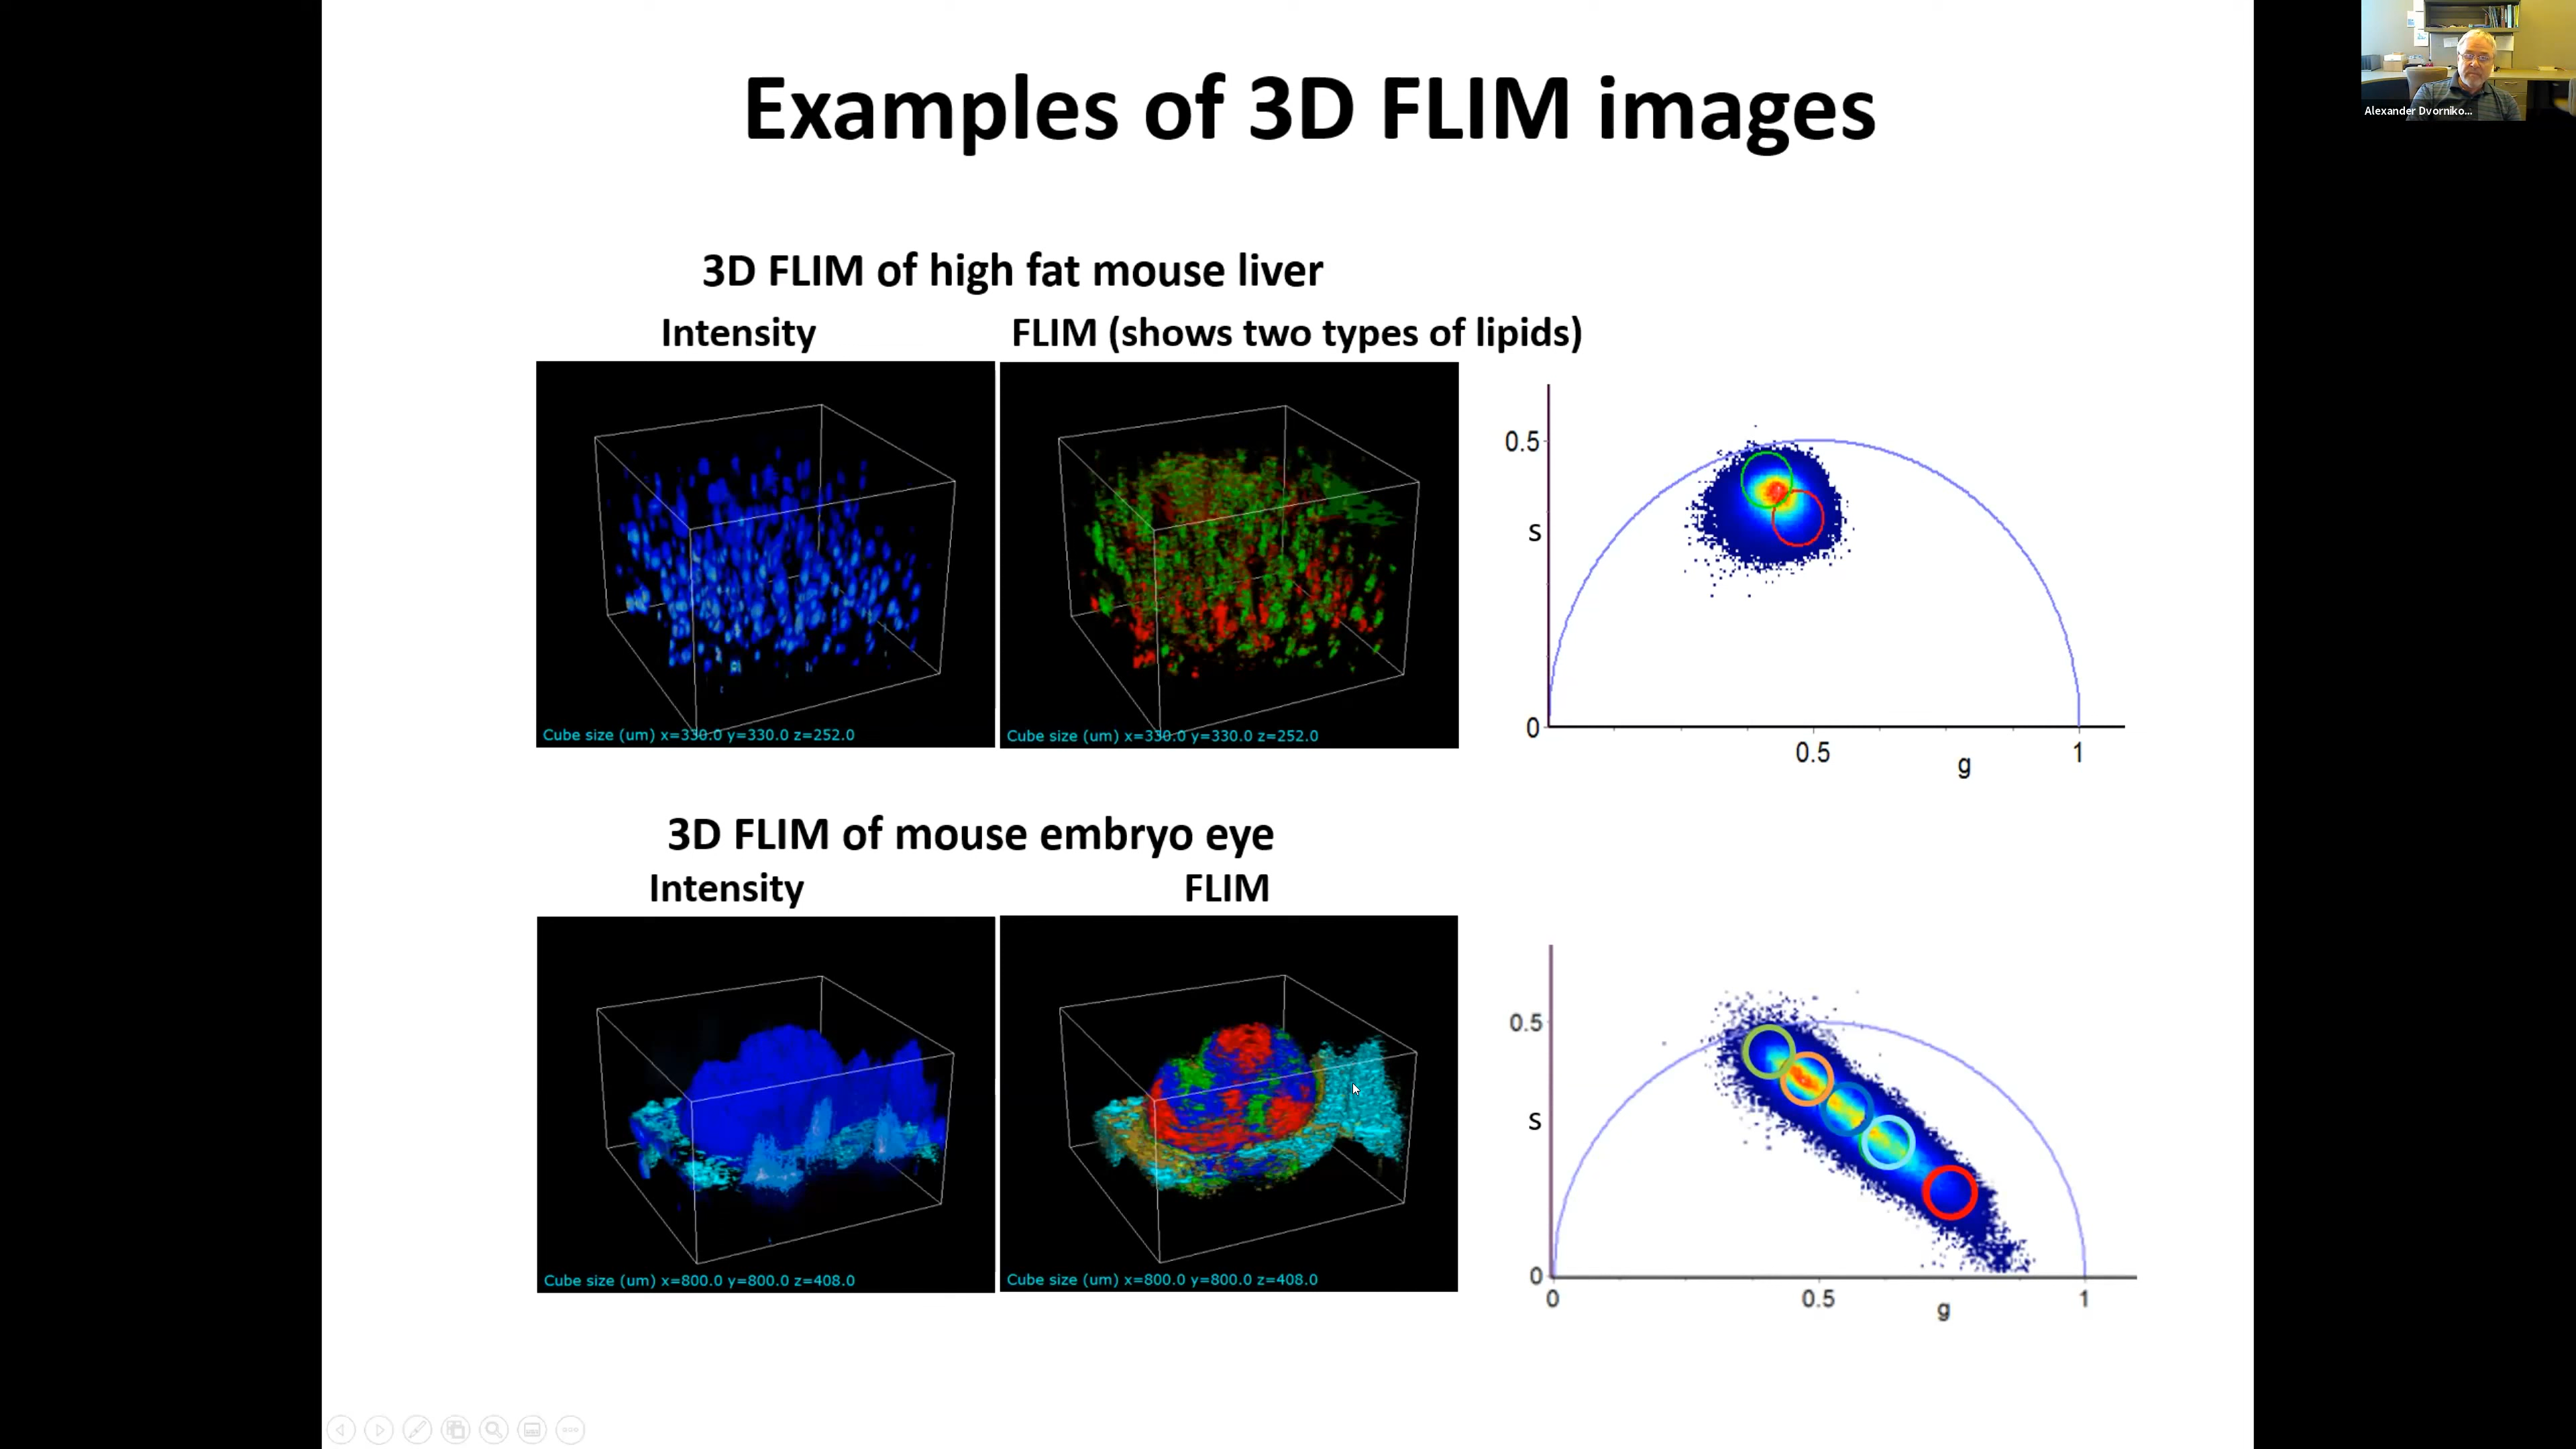 Examples of 3D FLIM images
Alexander Dvorniko...
3D FLIM of high fat mouse liver
Intensity
FLIM (shows two types of lipids)
Cube size (um) x=330.0 y=330.0 z=252.0
Cube size (um) x=330.0 y=330.0 z=252.0
0.5
S
0
0.5
g
1
3D FLIM of mouse embryo eye
Intensity
FLIM
Cube size (um) x=800.0 y=800.0 z=408.0
Cube size (um) x=800.0 y=800.0 z=408.0
0.5
S
0
0
0.5
g
1